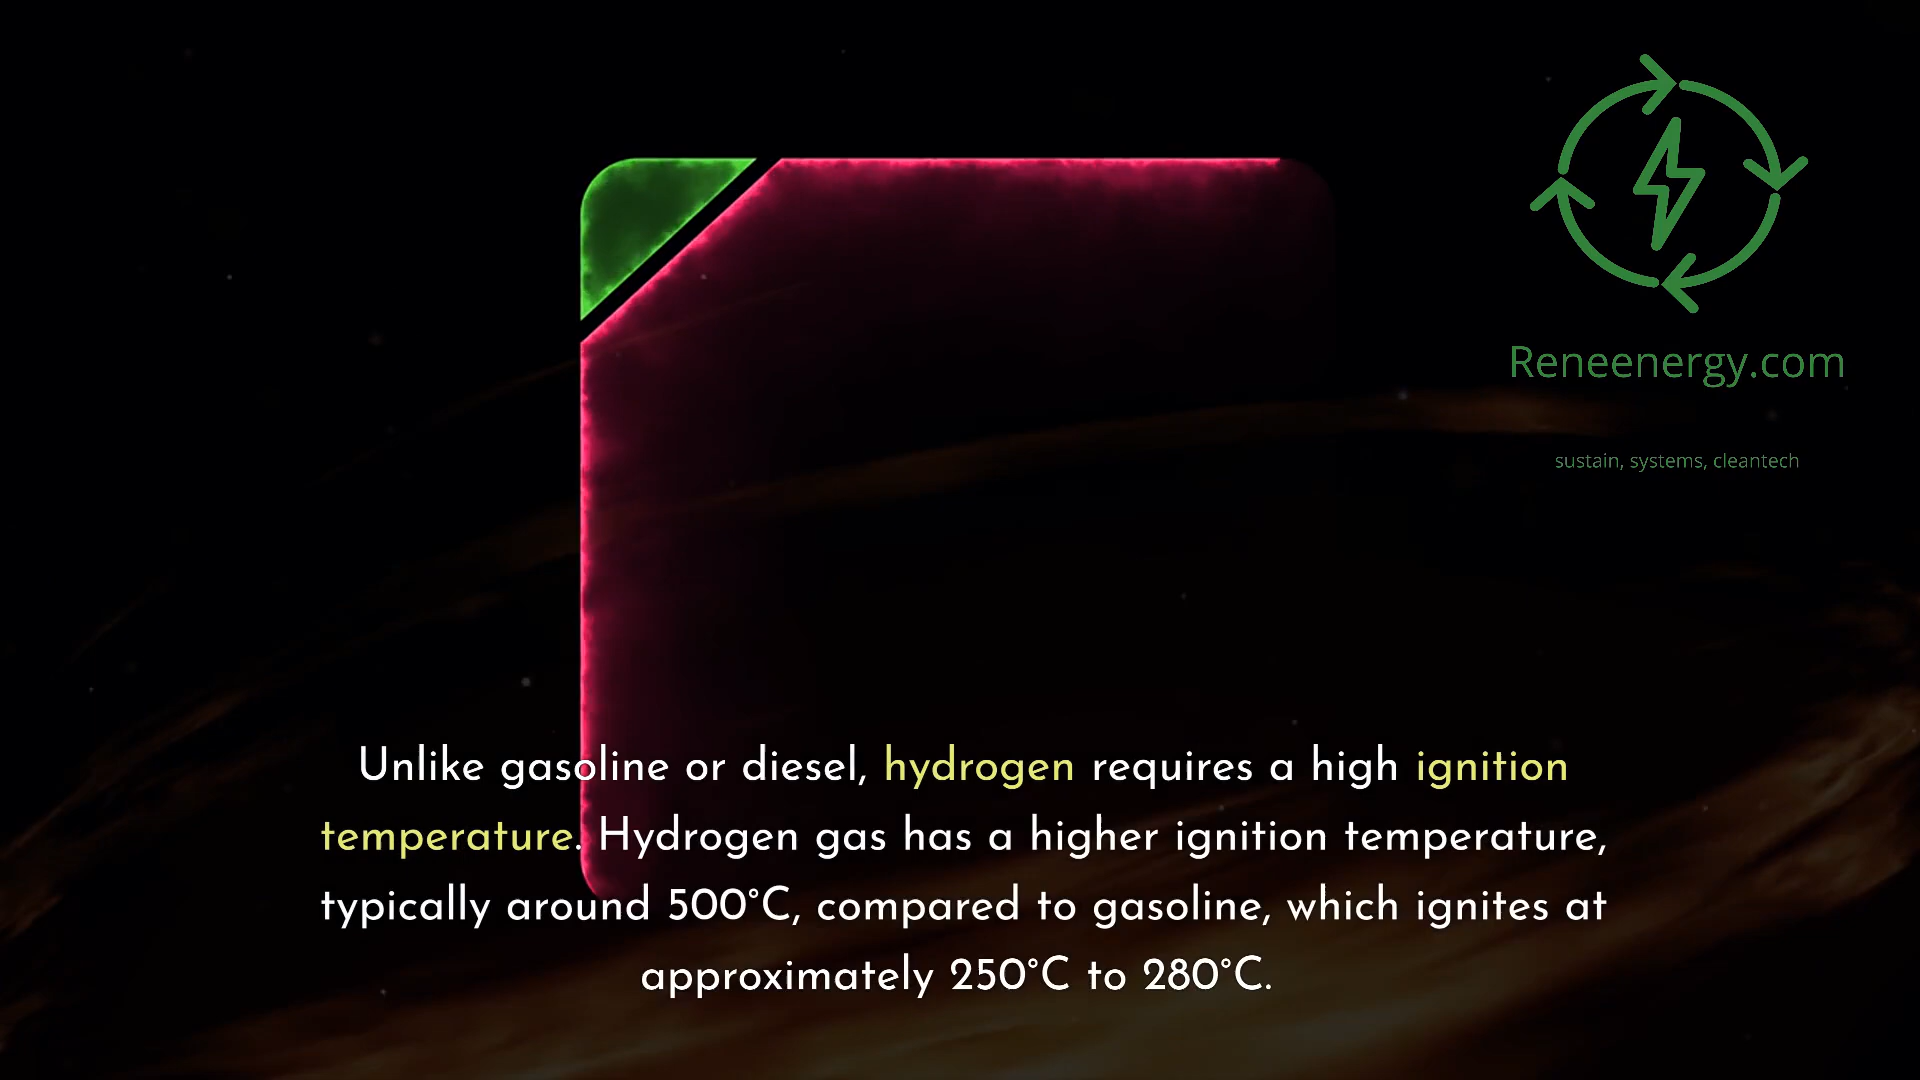 Reneenergy.com
sustain, systems, cleantech
Unlike gasoline or diesel, hydrogen requires a high ignition
temperature. Hydrogen gas has a higher ignition temperature,
typically around 500°C, compared to gasoline, which ignites at
approximately 250°C to 280°C.